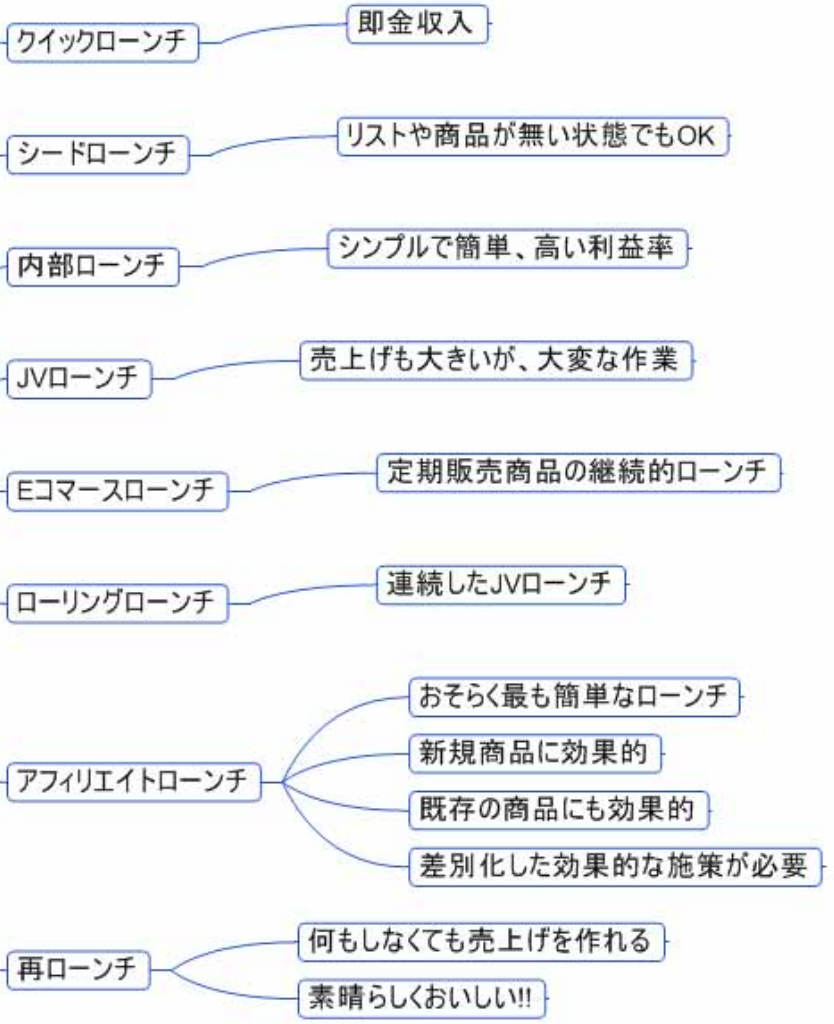 クイックローンチ
即金収入
シードローンチ
リストや商品が無い状態でもOK
内部ローンチ
シンプルで簡単、高い利益率
JVローンチ
売上げも大きいが、大変な作業
Eコマースローンチ
定期販売商品の継続的ローンチ
ローリングローンチ
連続したJVローンチ
アフィリエイトローンチ
おそらく最も簡単なローンチ
新規商品に効果的
既存の商品にも効果的
差別化した効果的な施策が必要
再ローンチ
何もしなくても売上げを作れる
素晴らしくおいしい!!